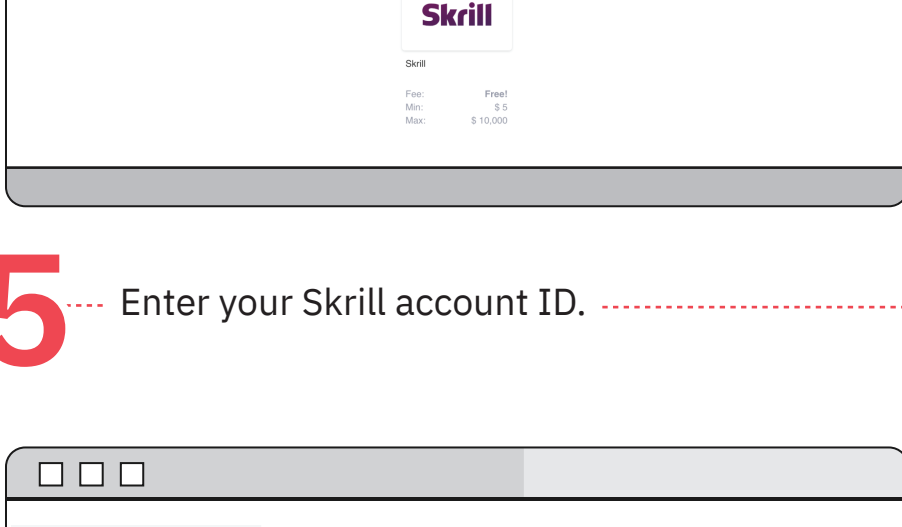 Skrill
Skrill
Fee: Free!
Min: $ 5
Max: $ 10,000
5 Enter your Skrill account ID.